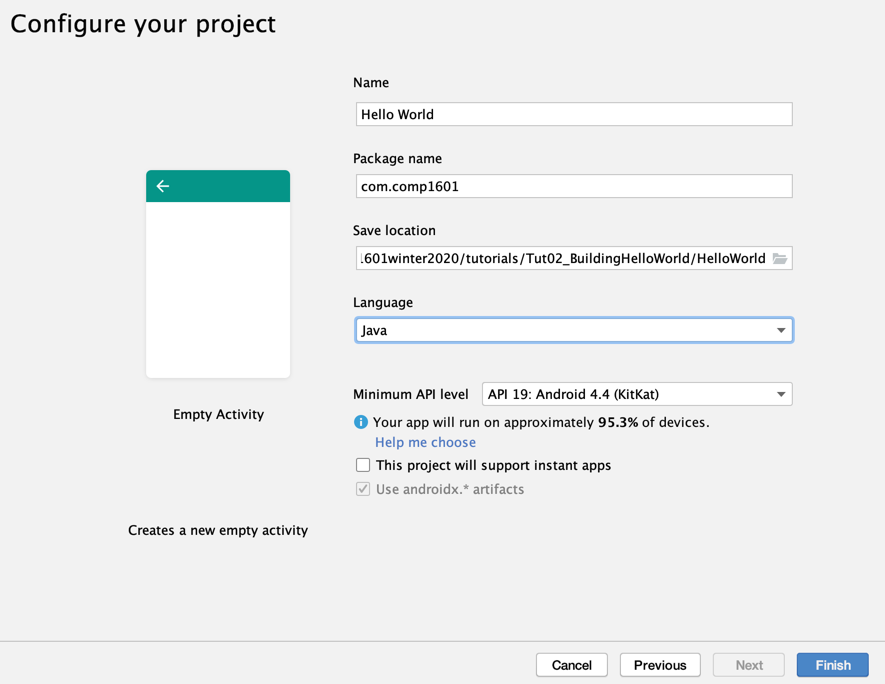 Configure your project
Name
Hello World
Package name
com.comp1601
Save location
1601winter2020/tutorials/Tut02_BuildingHelloWorld/HelloWorld
Language
Java
Empty Activity
Minimum API level
API 19: Android 4.4 (KitKat)
Your app will run on approximately 95.3% of devices.
Help me choose
This project will support instant apps
Use androidx.* artifacts
Creates a new empty activity
Cancel
Previous
Next
Finish